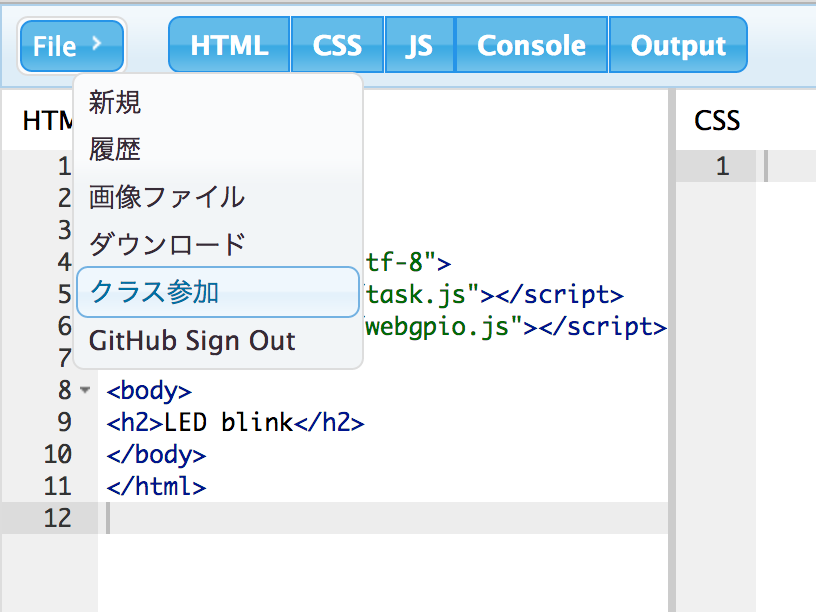 File >
HTML CSS JS Console Output
新規
履歴
画像ファイル
ダウンロード
クラス参加
GitHub Sign Out
HTM
1
2
3
4 tf-8">
5 task.js"></script>
6 webgpio.js"></script>
7
8 <body>
9 <h2>LED blink</h2>
10 </body>
11 </html>
12
CSS
1